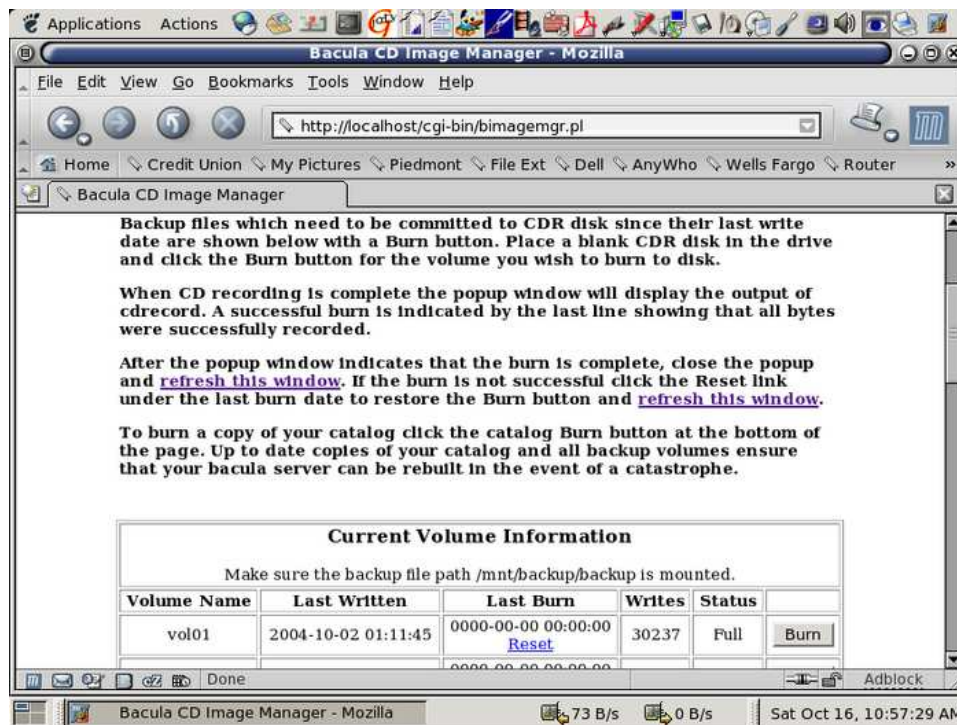 Applications Actions
Bacula CD Image Manager - Mozilla
File Edit View Go Bookmarks Tools Window Help
http://localhost/cgi-bin/bimagemgr.pl
Home Credit Union My Pictures Piedmont File Ext Dell AnyWho Wells Fargo Router »
Bacula CD Image Manager
Backup files which need to be committed to CDR disk since their last write
date are shown below with a Burn button. Place a blank CDR disk in the drive
and click the Burn button for the volume you wish to burn to disk.
When CD recording is complete the popup window will display the output of
cdrecord. A successful burn is indicated by the last line showing that all bytes
were successfully recorded.
After the popup window indicates that the burn is complete, close the popup
and refresh this window. If the burn is not successful click the Reset link
under the last burn date to restore the Burn button and refresh this window.
To burn a copy of your catalog click the catalog Burn button at the bottom of
the page. Up to date copies of your catalog and all backup volumes ensure
that your bacula server can be rebuilt in the event of a catastrophe.
Current Volume Information
Make sure the backup file path /mnt/backup/backup is mounted.
Volume Name Last Written Last Burn Writes Status
vol01 2004-10-02 01:11:45 0000-00-00 00:00:00 30237 Full Burn
Reset
Done Adblock
Bacula CD Image Manager - Mozilla 73 B/s 0 B/s Sat Oct 16, 10:57:29 AM